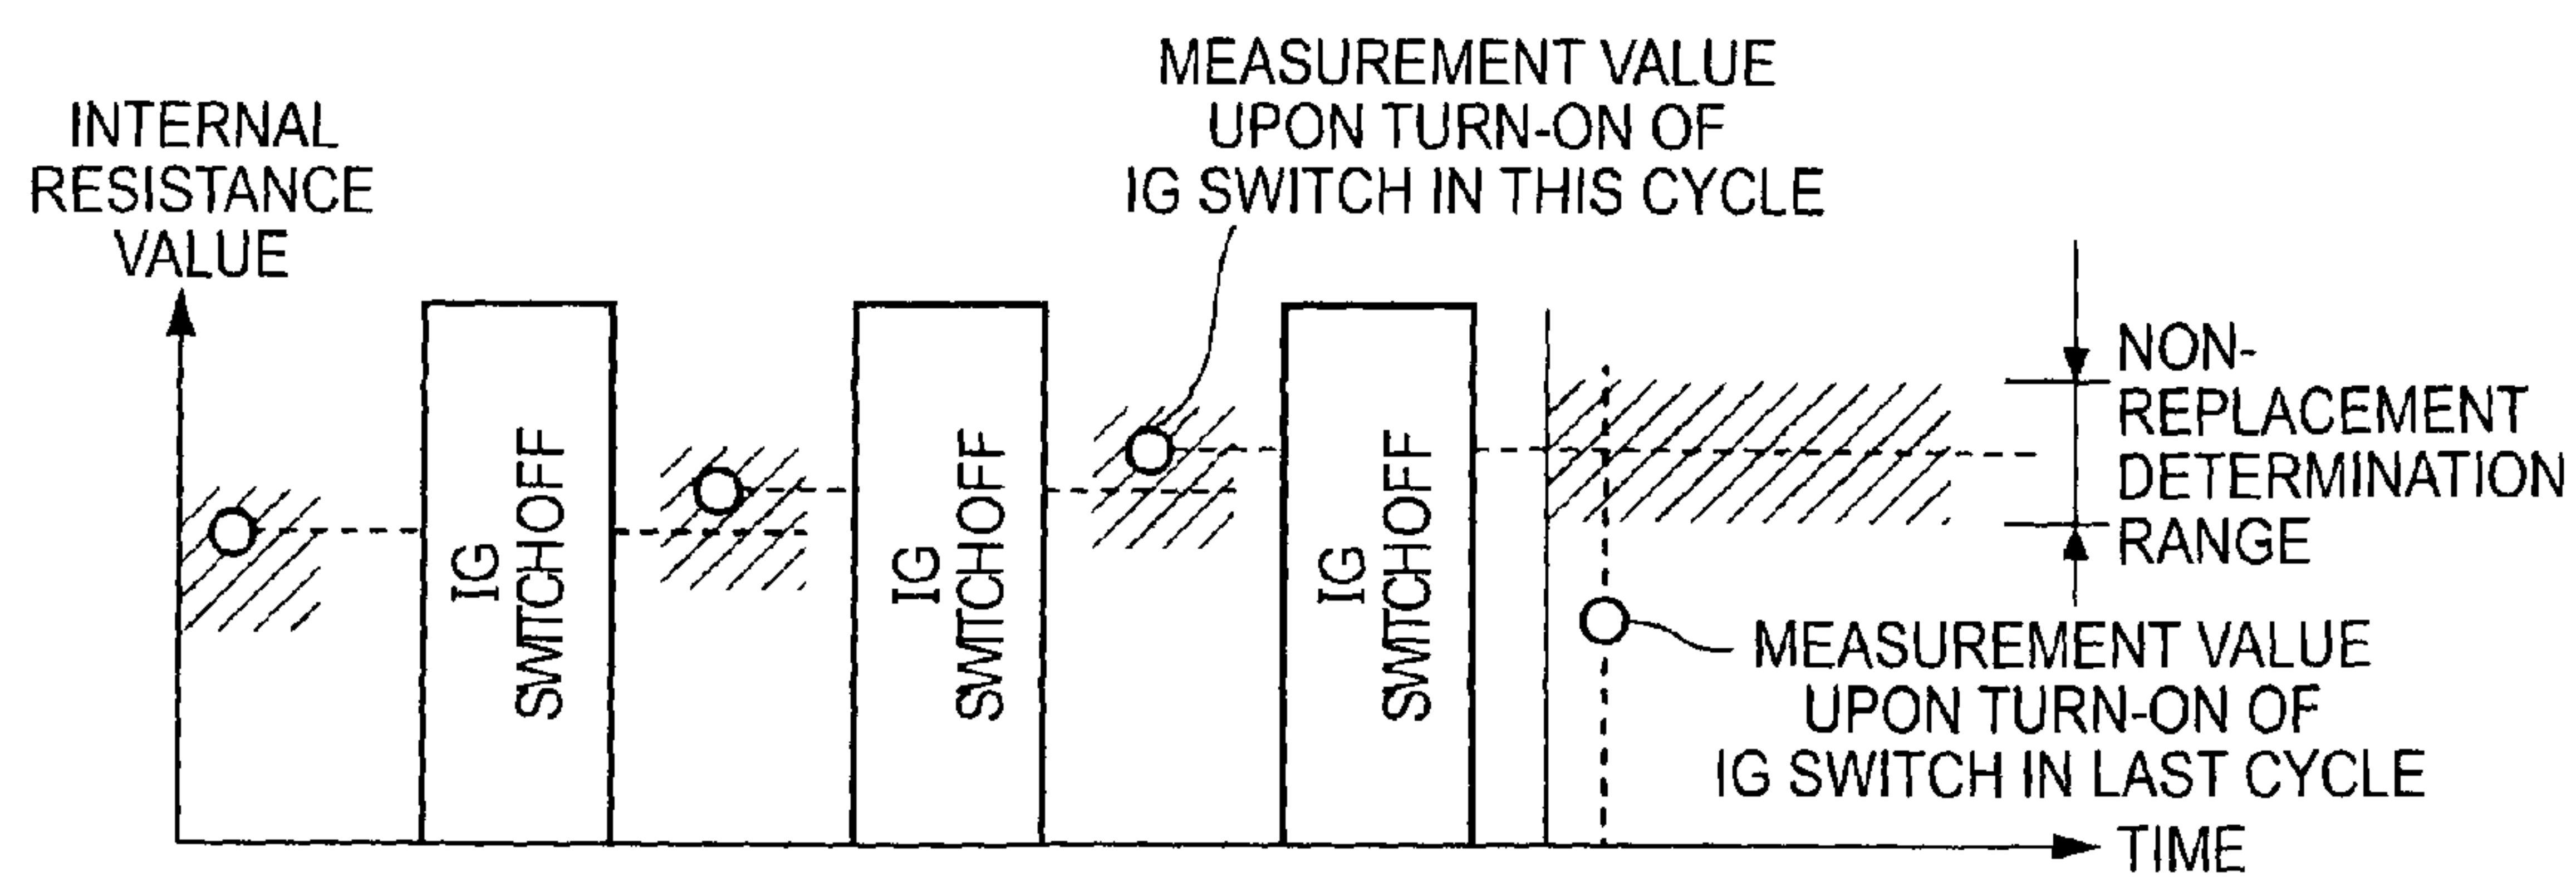 MEASUREMENT VALUE
UPON TURN-ON OF
IG SWITCH IN THIS CYCLE
INTERNAL
RESISTANCE
VALUE
IG
SWITCHOFF
IG
SWITCHOFF
IG
SWITCHOFF
NON-
REPLACEMENT
DETERMINATION
RANGE
MEASUREMENT VALUE
UPON TURN-ON OF
IG SWITCH IN LAST CYCLE
TIME